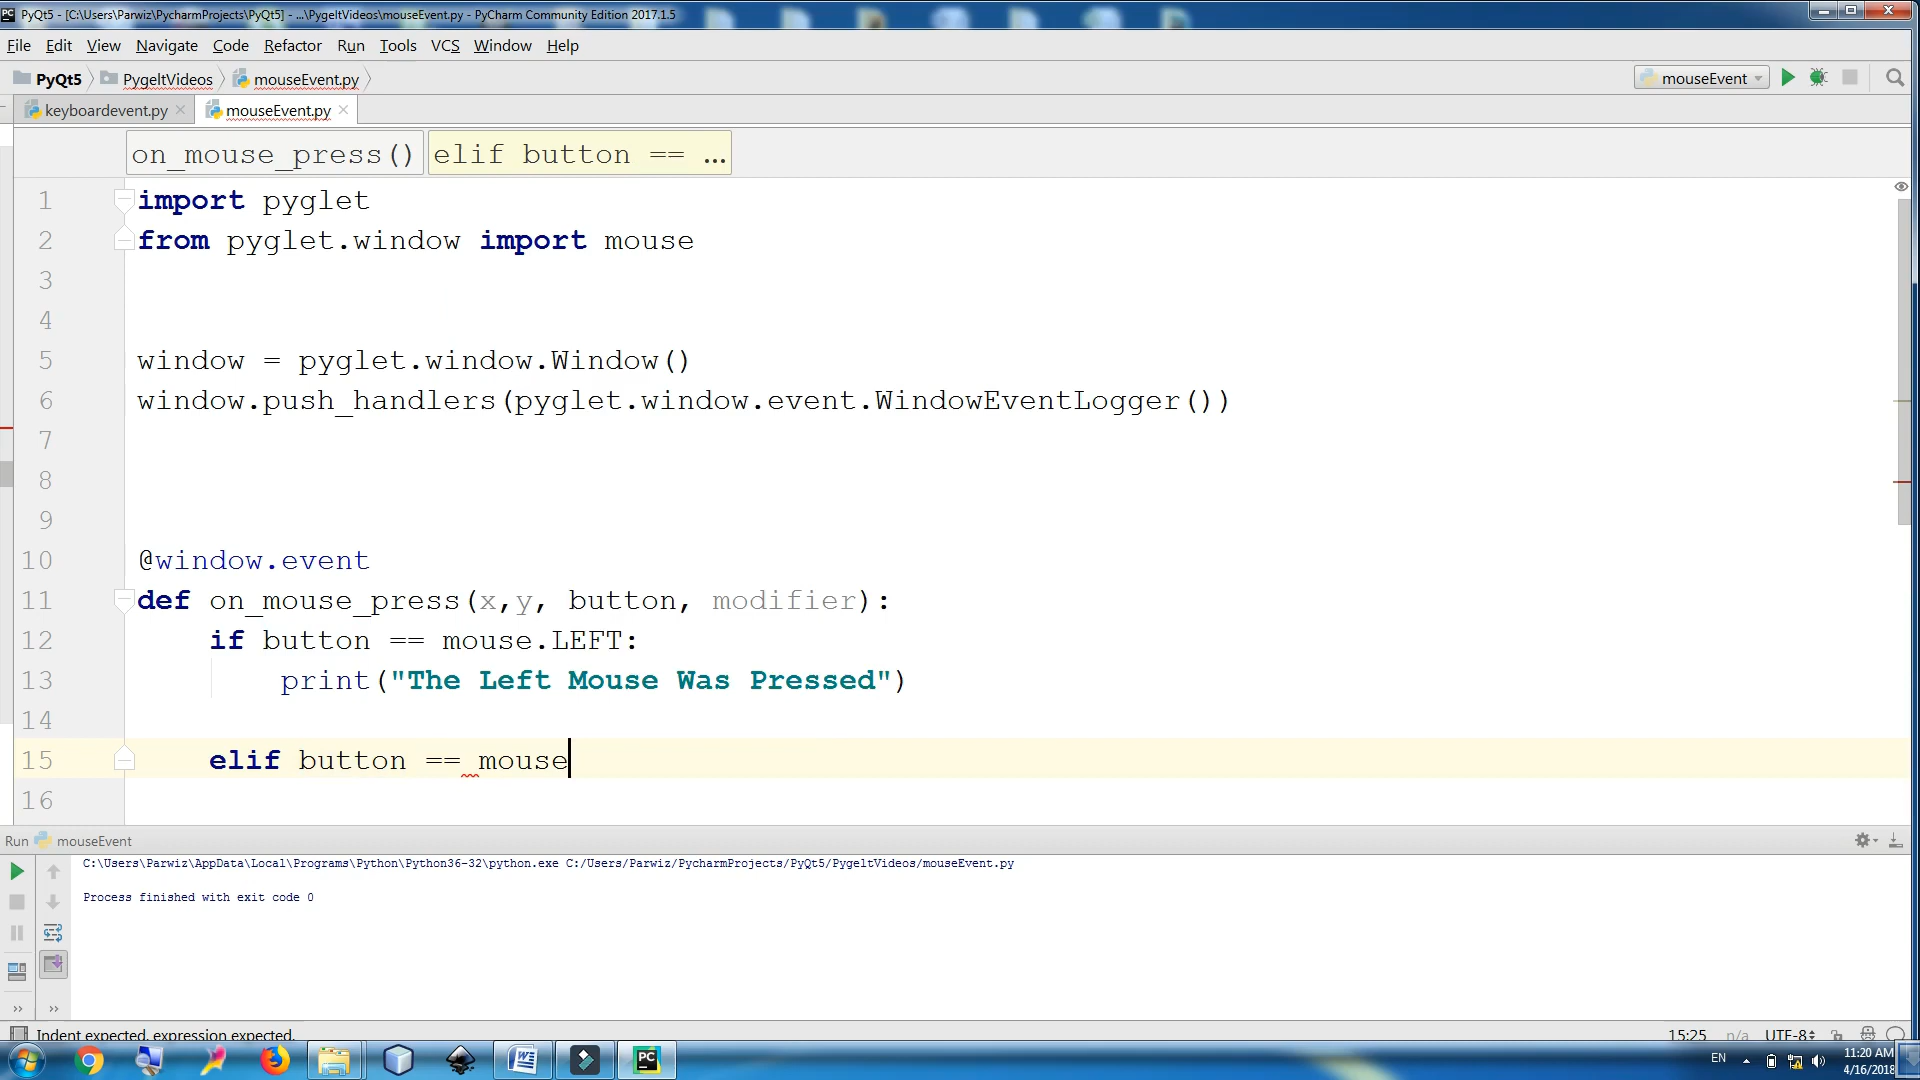 PyQt5 - [C:\Users\Parwiz\PycharmProjects\PyQt5] - ...\PygeltVideos\mouseEvent.py - PyCharm Community Edition 2017.1.5
File Edit View Navigate Code Refactor Run Tools VCS Window Help
PyQt5 PygeltVideos mouseEvent.py mouseEvent
keyboardevent.py mouseEvent.py
on_mouse_press() elif button == ...
1 import pyglet
2 from pyglet.window import mouse
3
4
5 window = pyglet.window.Window()
6 window.push_handlers(pyglet.window.event.WindowEventLogger())
7
8
9
10 @window.event
11 def on_mouse_press(x,y, button, modifier):
12 if button == mouse.LEFT:
13 print("The Left Mouse Was Pressed")
14
15 elif button == mouse
16
Run mouseEvent
C:\Users\Parwiz\AppData\Local\Programs\Python\Python36-32\python.exe C:/Users/Parwiz/PycharmProjects/PyQt5/PygeltVideos/mouseEvent.py
Process finished with exit code 0
Indent expected, expression expected. 15:25 n/a UTF-8
EN 11:20 AM
4/16/2018